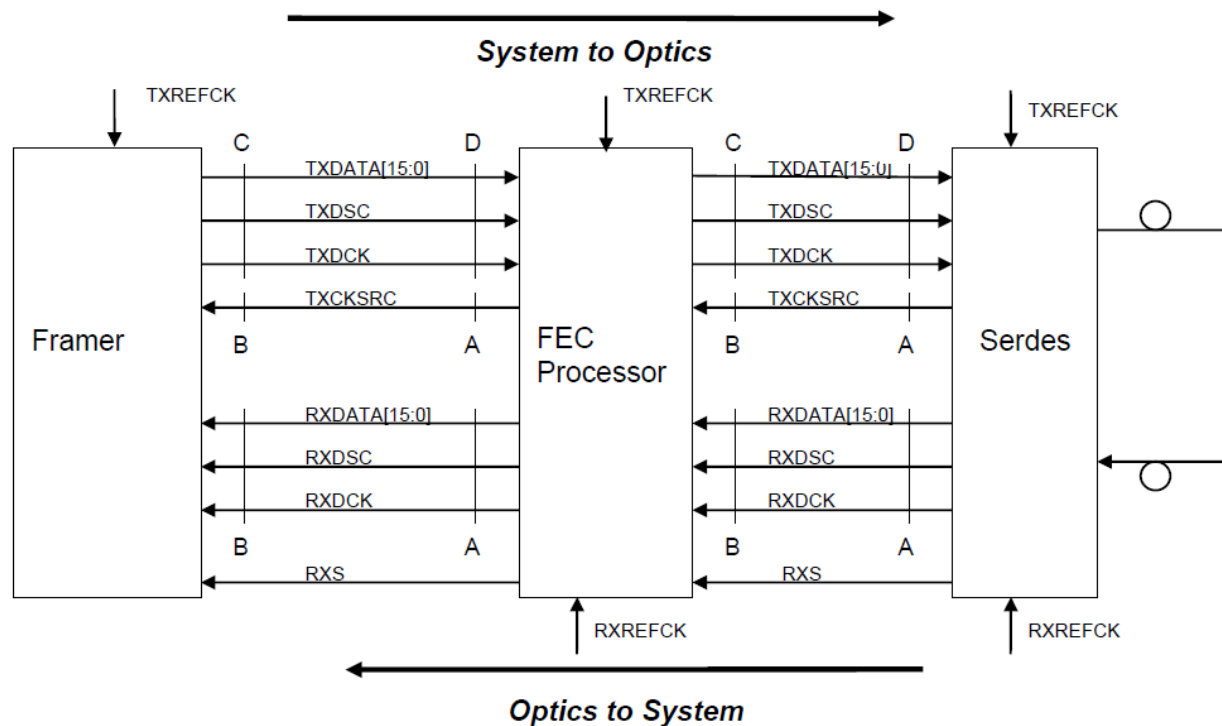 System to Optics
TXREFCK
TXREFCK
TXREFCK
C
D
C
D
TXDATA[15:0]
TXDATA[15:0]
TXDSC
TXDSC
TXDCK
TXDCK
TXCKSRC
TXCKSRC
Framer
B
A
FEC
Processor
B
A
Serdes
RXDATA[15:0]
RXDATA[15:0]
RXDSC
RXDSC
RXDCK
RXDCK
B
A
B
A
RXS
RXS
RXREFCK
RXREFCK
Optics to System